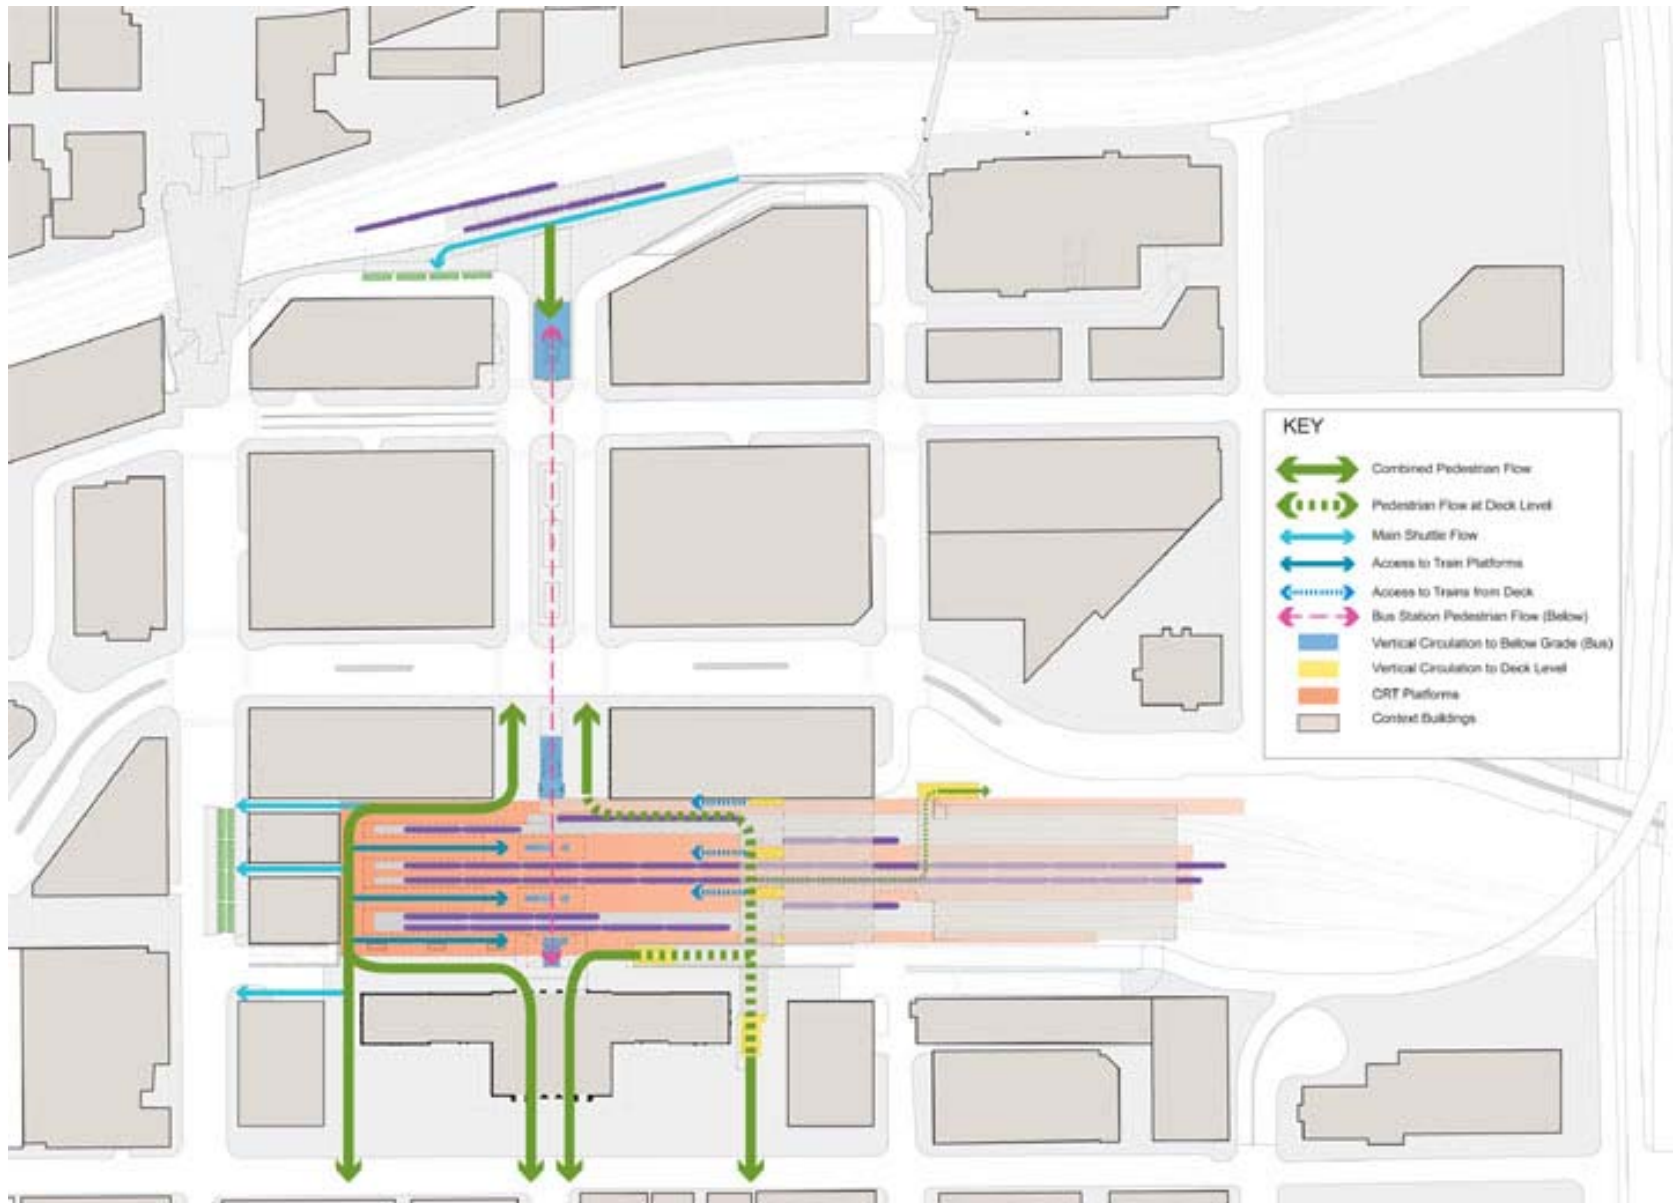 KEY
Combined Pedestrian Flow
Pedestrian Flow at Deck Level
Main Shuttle Flow
Access to Train Platforms
Access to Trains from Deck
Bus Station Pedestrian Flow (Below)
Vertical Circulation to Below Grade (Bus)
Vertical Circulation to Deck Level
CRT Platforms
Context Buildings